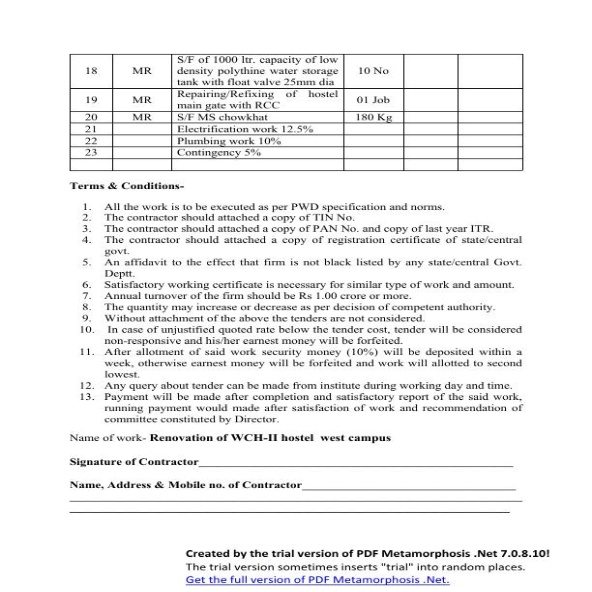 S/F of 1000 ltr. capacity of low
18 MR density polythine water storage 10 No
tank with float valve 25mm dia
19 MR Repairing/Refixing of hostel 01 Job
main gate with RCC
20 MR S/F MS chowkhat 180 Kg
21 Electrification work 12.5%
22 Plumbing work 10%
23 Contingency 5%
Terms & Conditions-
1. All the work is to be executed as per PWD specification and norms.
2. The contractor should attached a copy of TIN No.
3. The contractor should attached a copy of PAN No. and copy of last year ITR.
4. The contractor should attached a copy of registration certificate of state/central
govt.
5. An affidavit to the effect that firm is not black listed by any state/central Govt.
Deptt.
6. Satisfactory working certificate is necessary for similar type of work and amount.
7. Annual turnover of the firm should be Rs 1.00 crore or more.
8. The quantity may increase or decrease as per decision of competent authority.
9. Without attachment of the above the tenders are not considered.
10. In case of unjustified quoted rate below the tender cost, tender will be considered
non-responsive and his/her earnest money will be forfeited.
11. After allotment of said work security money (10%) will be deposited within a
week, otherwise earnest money will be forfeited and work will allotted to second
lowest.
12. Any query about tender can be made from institute during working day and time.
13. Payment will be made after completion and satisfactory report of the said work,
running payment would made after satisfaction of work and recommendation of
committee constituted by Director.
Name of work- Renovation of WCH-II hostel west campus
Signature of Contractor
Name, Address & Mobile no. of Contractor
Created by the trial version of PDF Metamorphosis .Net 7.0.8.10!
The trial version sometimes inserts "trial" into random places.
Get the full version of PDF Metamorphosis .Net.